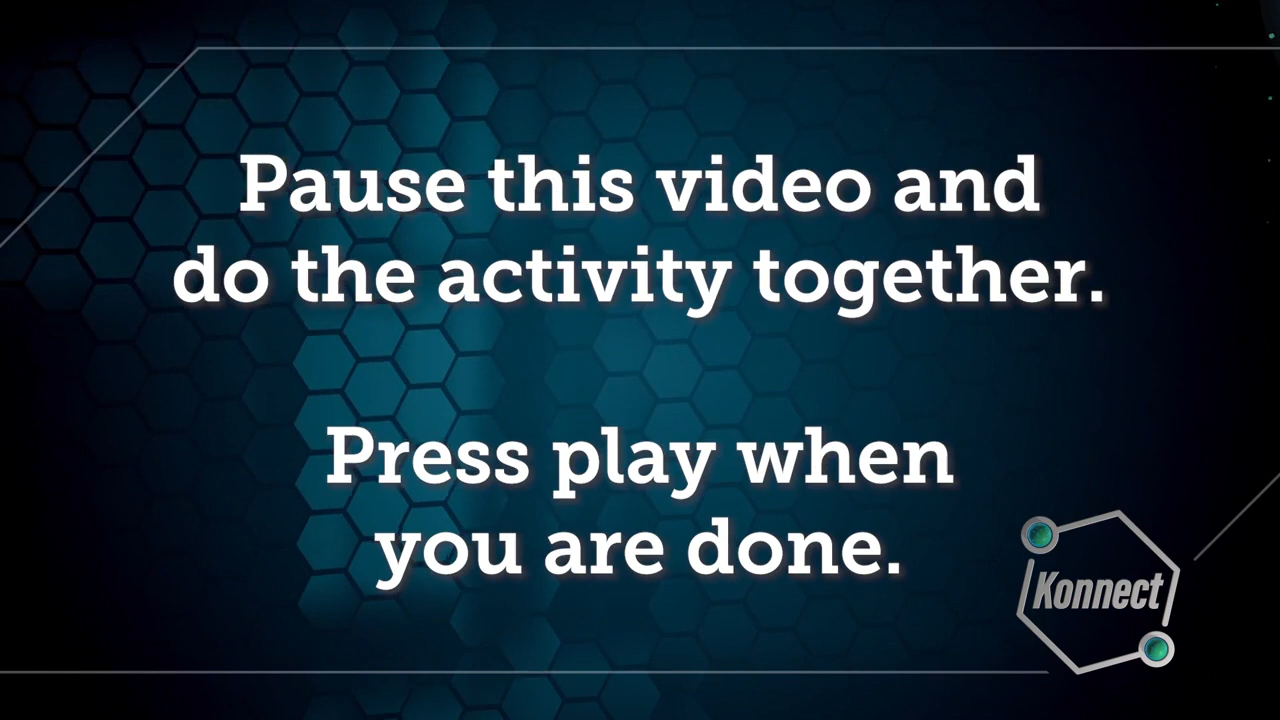 Pause this video and
do the activity together.
Press play when
you are done.
Konnect